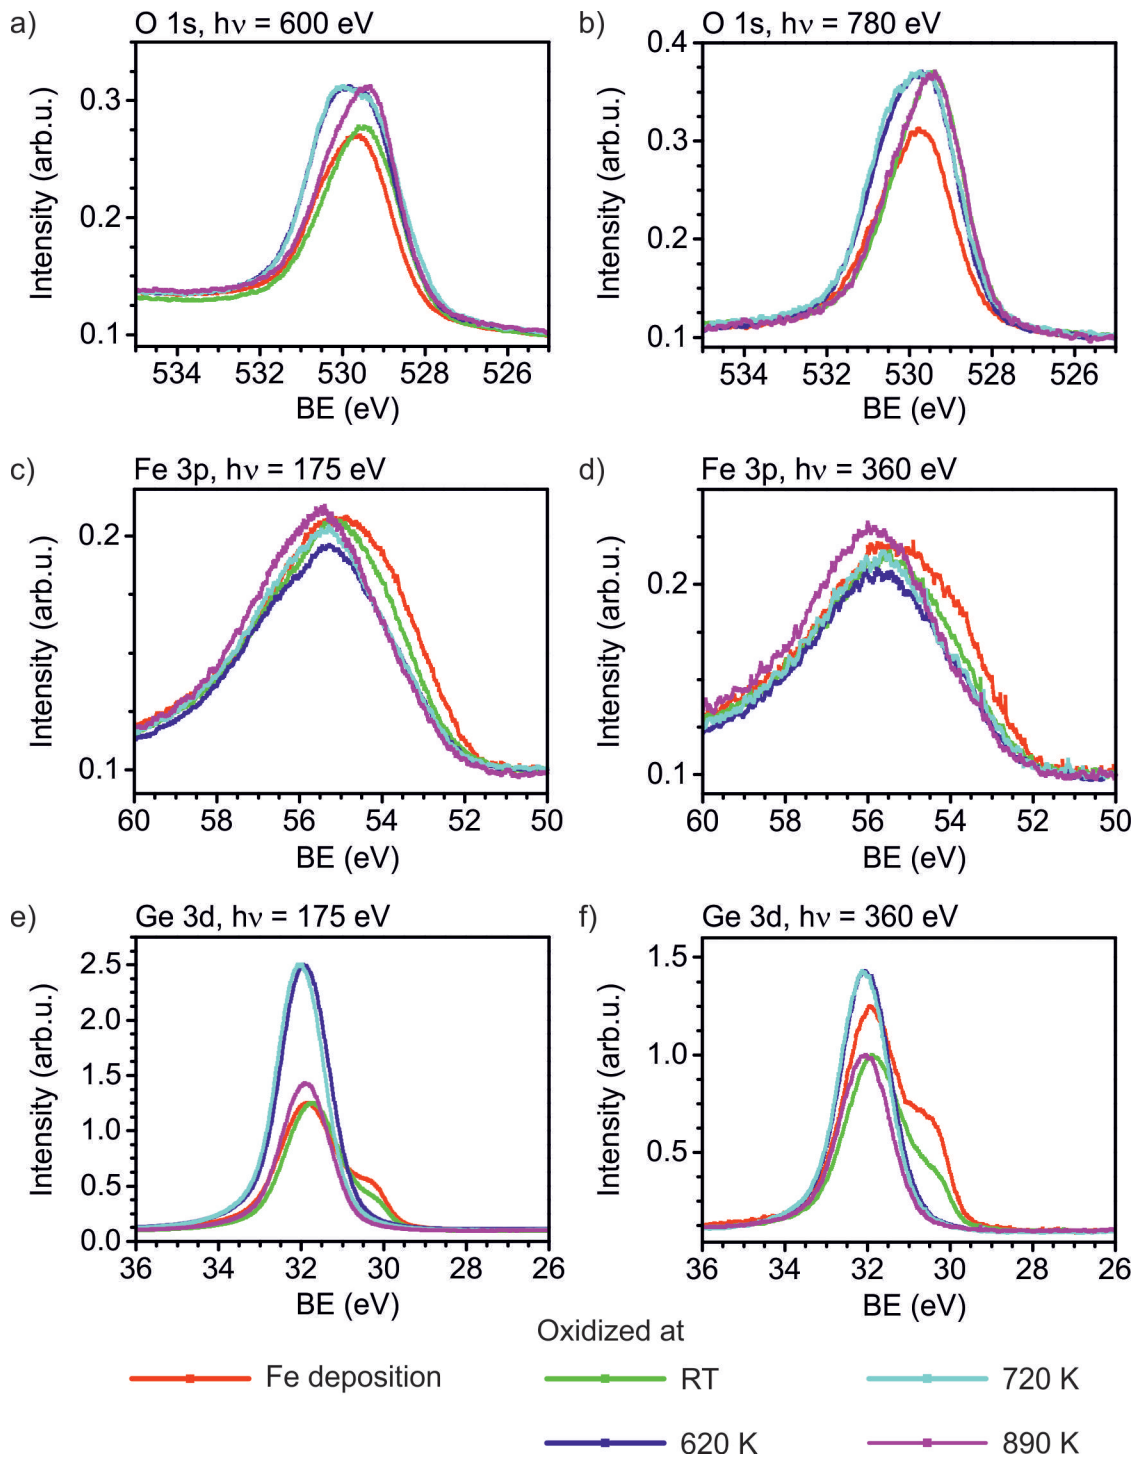 a) O 1s, hν = 600 eV
Intensity (arb.u.)
0.3
0.2
0.1
534 532 530 528 526
BE (eV)
b) O 1s, hν = 780 eV
Intensity (arb.u.)
0.4
0.3
0.2
0.1
534 532 530 528 526
BE (eV)
c) Fe 3p, hν = 175 eV
Intensity (arb.u.)
0.2
0.1
60 58 56 54 52 50
BE (eV)
d) Fe 3p, hν = 360 eV
Intensity (arb.u.)
0.2
0.1
60 58 56 54 52 50
BE (eV)
e) Ge 3d, hν = 175 eV
Intensity (arb.u.)
2.5
2.0
1.5
1.0
0.5
0.0
36 34 32 30 28 26
BE (eV)
f) Ge 3d, hν = 360 eV
Intensity (arb.u.)
1.5
1.0
0.5
36 34 32 30 28 26
BE (eV)
Oxidized at
Fe deposition
RT
720 K
620 K
890 K